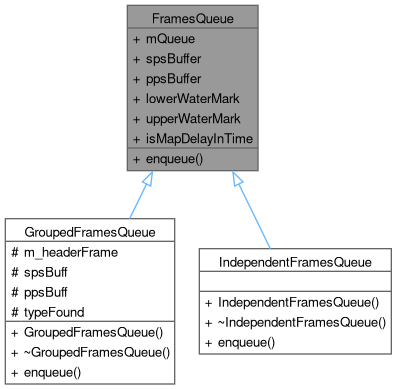 FramesQueue
+ mQueue
+ spsBuffer
+ ppsBuffer
+ lowerWaterMark
+ upperWaterMark
+ isMapDelayInTime
+ enqueue()
GroupedFramesQueue
# m_headerFrame
# spsBuff
# ppsBuff
# typeFound
+ GroupedFramesQueue()
+ ~GroupedFramesQueue()
+ enqueue()
IndependentFramesQueue
+ IndependentFramesQueue()
+ ~IndependentFramesQueue()
+ enqueue()